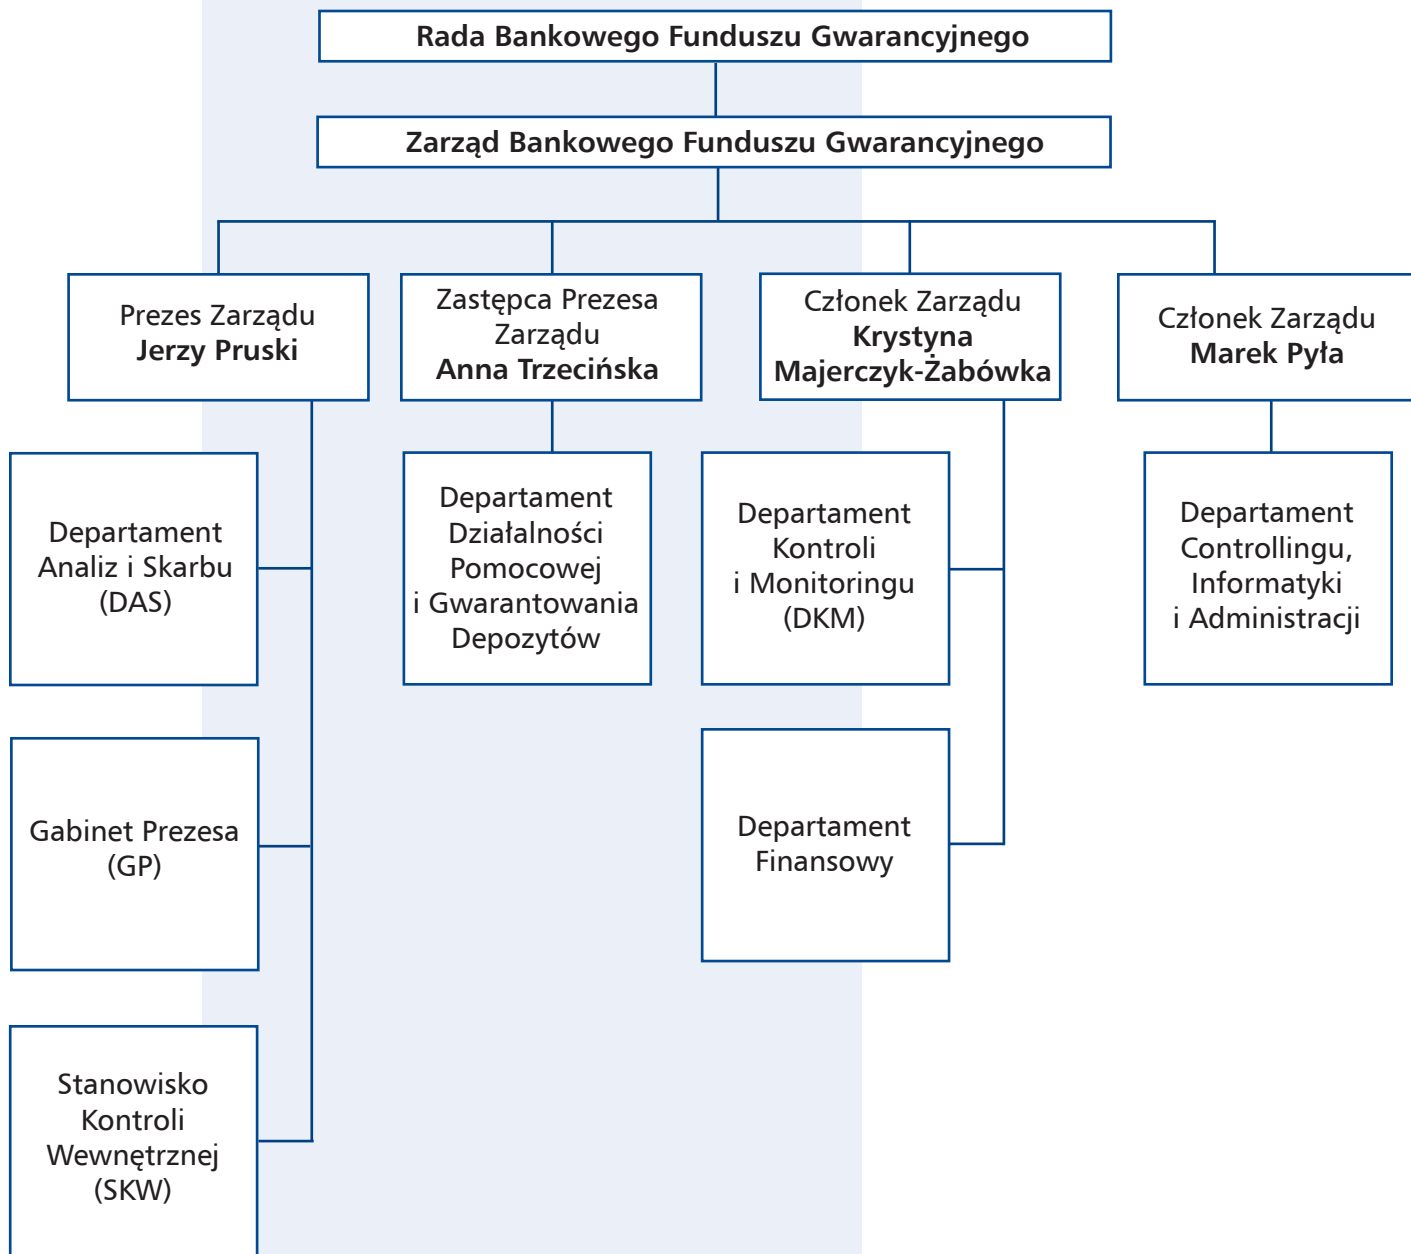 Rada Bankowego Funduszu Gwarancyjnego
Zarząd Bankowego Funduszu Gwarancyjnego
Prezes Zarządu
Jerzy Pruski
Zastępca Prezesa
Zarządu
Anna Trzecińska
Członek Zarządu
Krystyna
Majerczyk-Żabówka
Członek Zarządu
Marek Pyła
Departament
Analiz i Skarbu
(DAS)
Departament
Działalności
Pomocowej
i Gwarantowania
Depozytów
Departament
Kontroli
i Monitoringu
(DKM)
Departament
Controllingu,
Informatyki
i Administracji
Gabinet Prezesa
(GP)
Departament
Finansowy
Stanowisko
Kontroli
Wewnętrznej
(SKW)